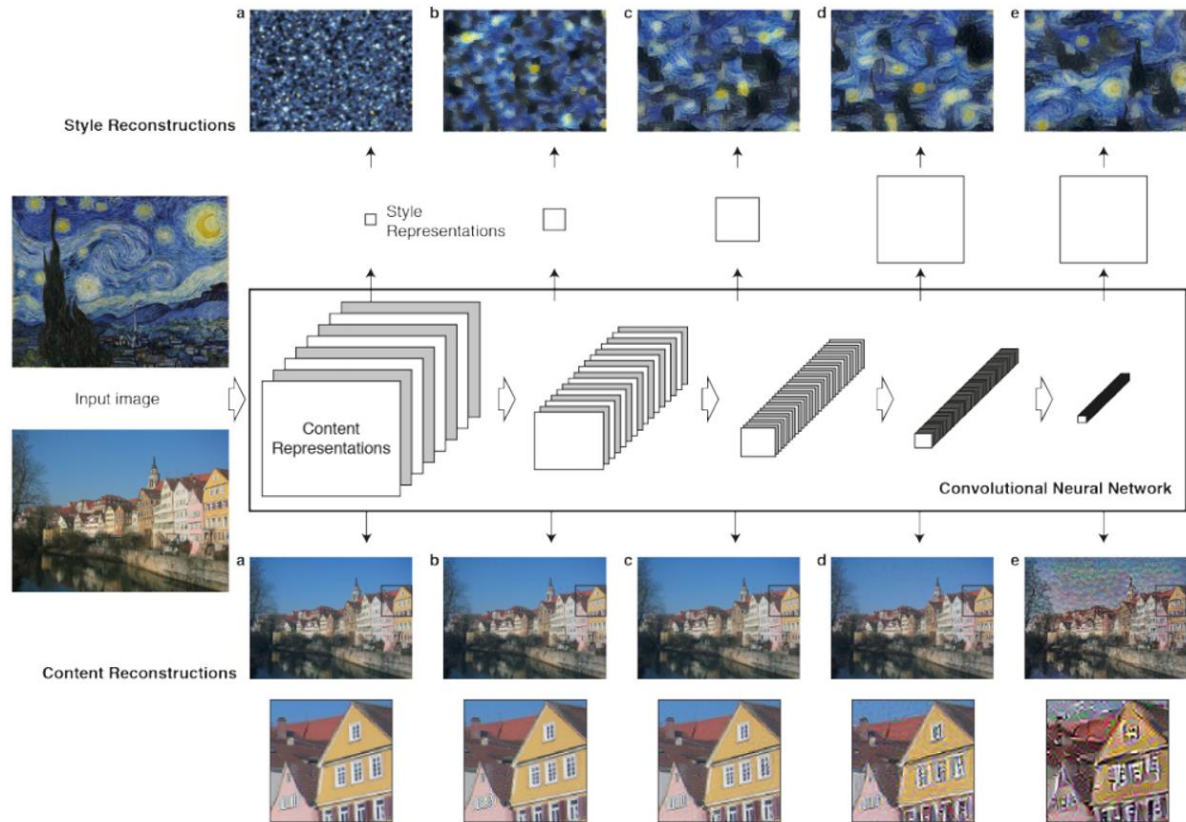 a b c d e
Style Reconstructions
Style
Representations
Input image
Content
Representations
Convolutional Neural Network
a b c d e
Content Reconstructions